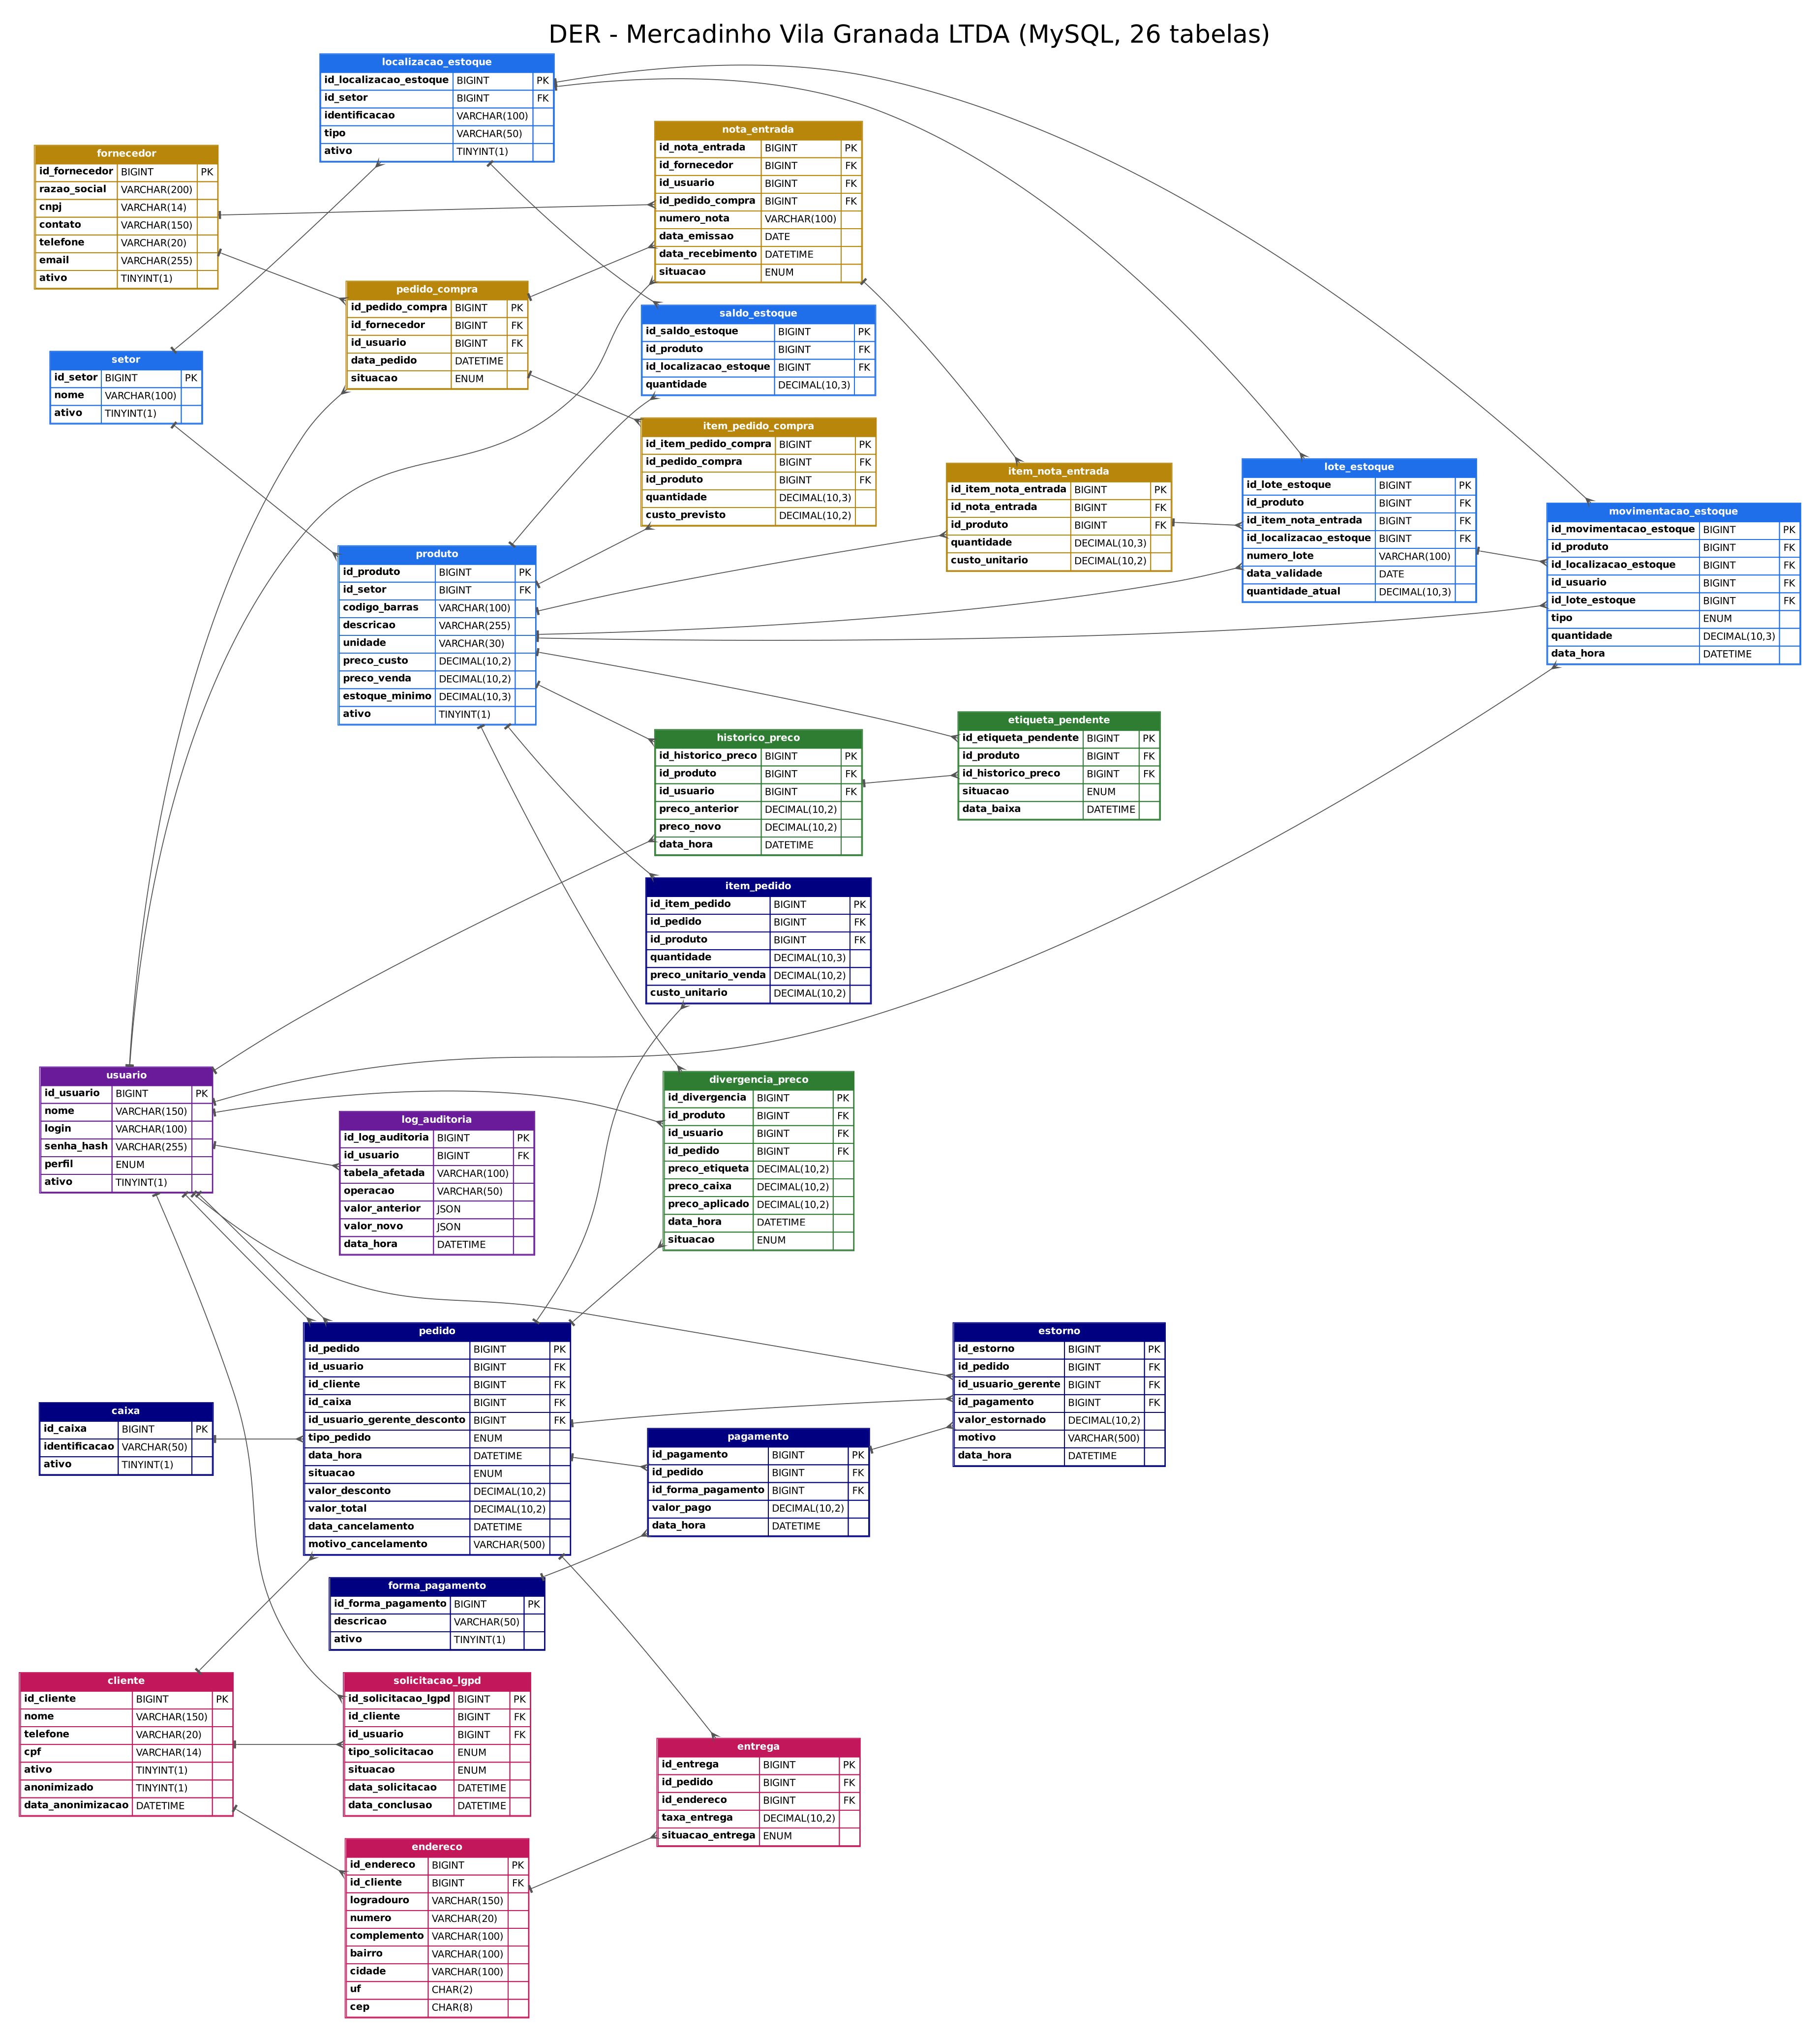 DER - Mercadinho Vila Granada LTDA (MySQL, 26 tabelas)
localizacao_estoque
id_localizacao_estoque BIGINT PK
id_setor BIGINT FK
identificacao VARCHAR(100)
tipo VARCHAR(50)
ativo TINYINT(1)
nota_entrada
id_nota_entrada BIGINT PK
id_fornecedor BIGINT FK
id_usuario BIGINT FK
id_pedido_compra BIGINT FK
numero_nota VARCHAR(100)
data_emissao DATE
data_recebimento DATETIME
situacao ENUM
fornecedor
id_fornecedor BIGINT PK
razao_social VARCHAR(200)
cnpj VARCHAR(14)
contato VARCHAR(150)
telefone VARCHAR(20)
email VARCHAR(255)
ativo TINYINT(1)
pedido_compra
id_pedido_compra BIGINT PK
id_fornecedor BIGINT FK
id_usuario BIGINT FK
data_pedido DATETIME
situacao ENUM
saldo_estoque
id_saldo_estoque BIGINT PK
id_produto BIGINT FK
id_localizacao_estoque BIGINT FK
quantidade DECIMAL(10,3)
setor
id_setor BIGINT PK
nome VARCHAR(100)
ativo TINYINT(1)
item_pedido_compra
id_item_pedido_compra BIGINT PK
id_pedido_compra BIGINT FK
id_produto BIGINT FK
quantidade DECIMAL(10,3)
custo_previsto DECIMAL(10,2)
item_nota_entrada
id_item_nota_entrada BIGINT PK
id_nota_entrada BIGINT FK
id_produto BIGINT FK
quantidade DECIMAL(10,3)
custo_unitario DECIMAL(10,2)
lote_estoque
id_lote_estoque BIGINT PK
id_produto BIGINT FK
id_item_nota_entrada BIGINT FK
id_localizacao_estoque BIGINT FK
numero_lote VARCHAR(100)
data_validade DATE
quantidade_atual DECIMAL(10,3)
movimentacao_estoque
id_movimentacao_estoque BIGINT PK
id_produto BIGINT FK
id_localizacao_estoque BIGINT FK
id_usuario BIGINT FK
id_lote_estoque BIGINT FK
tipo ENUM
quantidade DECIMAL(10,3)
data_hora DATETIME
produto
id_produto BIGINT PK
id_setor BIGINT FK
codigo_barras VARCHAR(100)
descricao VARCHAR(255)
unidade VARCHAR(30)
preco_custo DECIMAL(10,2)
preco_venda DECIMAL(10,2)
estoque_minimo DECIMAL(10,3)
ativo TINYINT(1)
historico_preco
id_historico_preco BIGINT PK
id_produto BIGINT FK
id_usuario BIGINT FK
preco_anterior DECIMAL(10,2)
preco_novo DECIMAL(10,2)
data_hora DATETIME
etiqueta_pendente
id_etiqueta_pendente BIGINT PK
id_produto BIGINT FK
id_historico_preco BIGINT FK
situacao ENUM
data_baixa DATETIME
item_pedido
id_item_pedido BIGINT PK
id_pedido BIGINT FK
id_produto BIGINT FK
quantidade DECIMAL(10,3)
preco_unitario_venda DECIMAL(10,2)
custo_unitario DECIMAL(10,2)
usuario
id_usuario BIGINT PK
nome VARCHAR(150)
login VARCHAR(100)
senha_hash VARCHAR(255)
perfil ENUM
ativo TINYINT(1)
log_auditoria
id_log_auditoria BIGINT PK
id_usuario BIGINT FK
tabela_afetada VARCHAR(100)
operacao VARCHAR(50)
valor_anterior JSON
valor_novo JSON
data_hora DATETIME
divergencia_preco
id_divergencia BIGINT PK
id_produto BIGINT FK
id_usuario BIGINT FK
id_pedido BIGINT FK
preco_etiqueta DECIMAL(10,2)
preco_caixa DECIMAL(10,2)
preco_aplicado DECIMAL(10,2)
data_hora DATETIME
situacao ENUM
pedido
id_pedido BIGINT PK
id_usuario BIGINT FK
id_cliente BIGINT FK
id_caixa BIGINT FK
id_usuario_gerente_desconto BIGINT FK
tipo_pedido ENUM
data_hora DATETIME
situacao ENUM
valor_desconto DECIMAL(10,2)
valor_total DECIMAL(10,2)
data_cancelamento DATETIME
motivo_cancelamento VARCHAR(500)
estorno
id_estorno BIGINT PK
id_pedido BIGINT FK
id_usuario_gerente BIGINT FK
id_pagamento BIGINT FK
valor_estornado DECIMAL(10,2)
motivo VARCHAR(500)
data_hora DATETIME
caixa
id_caixa BIGINT PK
identificacao VARCHAR(50)
ativo TINYINT(1)
pagamento
id_pagamento BIGINT PK
id_pedido BIGINT FK
id_forma_pagamento BIGINT FK
valor_pago DECIMAL(10,2)
data_hora DATETIME
forma_pagamento
id_forma_pagamento BIGINT PK
descricao VARCHAR(50)
ativo TINYINT(1)
cliente
id_cliente BIGINT PK
nome VARCHAR(150)
telefone VARCHAR(20)
cpf VARCHAR(14)
ativo TINYINT(1)
anonimizado TINYINT(1)
data_anonimizacao DATETIME
solicitacao_lgpd
id_solicitacao_lgpd BIGINT PK
id_cliente BIGINT FK
id_usuario BIGINT FK
tipo_solicitacao ENUM
situacao ENUM
data_solicitacao DATETIME
data_conclusao DATETIME
entrega
id_entrega BIGINT PK
id_pedido BIGINT FK
id_endereco BIGINT FK
taxa_entrega DECIMAL(10,2)
situacao_entrega ENUM
endereco
id_endereco BIGINT PK
id_cliente BIGINT FK
logradouro VARCHAR(150)
numero VARCHAR(20)
complemento VARCHAR(100)
bairro VARCHAR(100)
cidade VARCHAR(100)
uf CHAR(2)
cep CHAR(8)